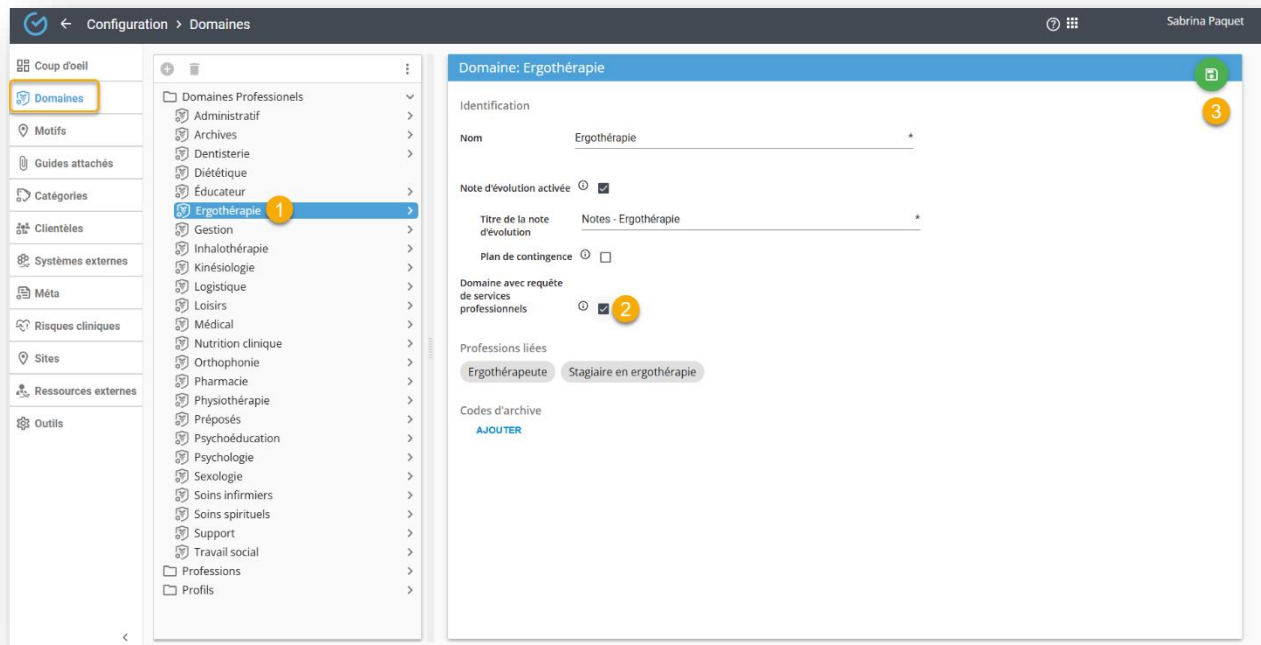 Configuration > Domaines
Sabrina Paquet
Coup d'oeil
Domaines
Motifs
Guides attachés
Catégories
Clientèles
Systèmes externes
Méta
Risques cliniques
Sites
Ressources externes
Outils
Domaines Professionels
Administratif
Archives
Dentisterie
Diététique
Éducateur
Ergothérapie 1
Gestion
Inhalothérapie
Kinésiologie
Logistique
Loisirs
Médical
Nutrition clinique
Orthophonie
Pharmacie
Physiothérapie
Préposés
Psychoéducation
Psychologie
Sexologie
Soins infirmiers
Soins spirituels
Support
Travail social
Professions
Profils
Domaine: Ergothérapie
3
Identification
Nom Ergothérapie *
Note d'évolution activée
Titre de la note
d'évolution
Notes - Ergothérapie *
Plan de contingence
Domaine avec requête
de services
professionnels
2
Professions liées
Ergothérapeute Stagiaire en ergothérapie
Codes d'archive
AJOUTER